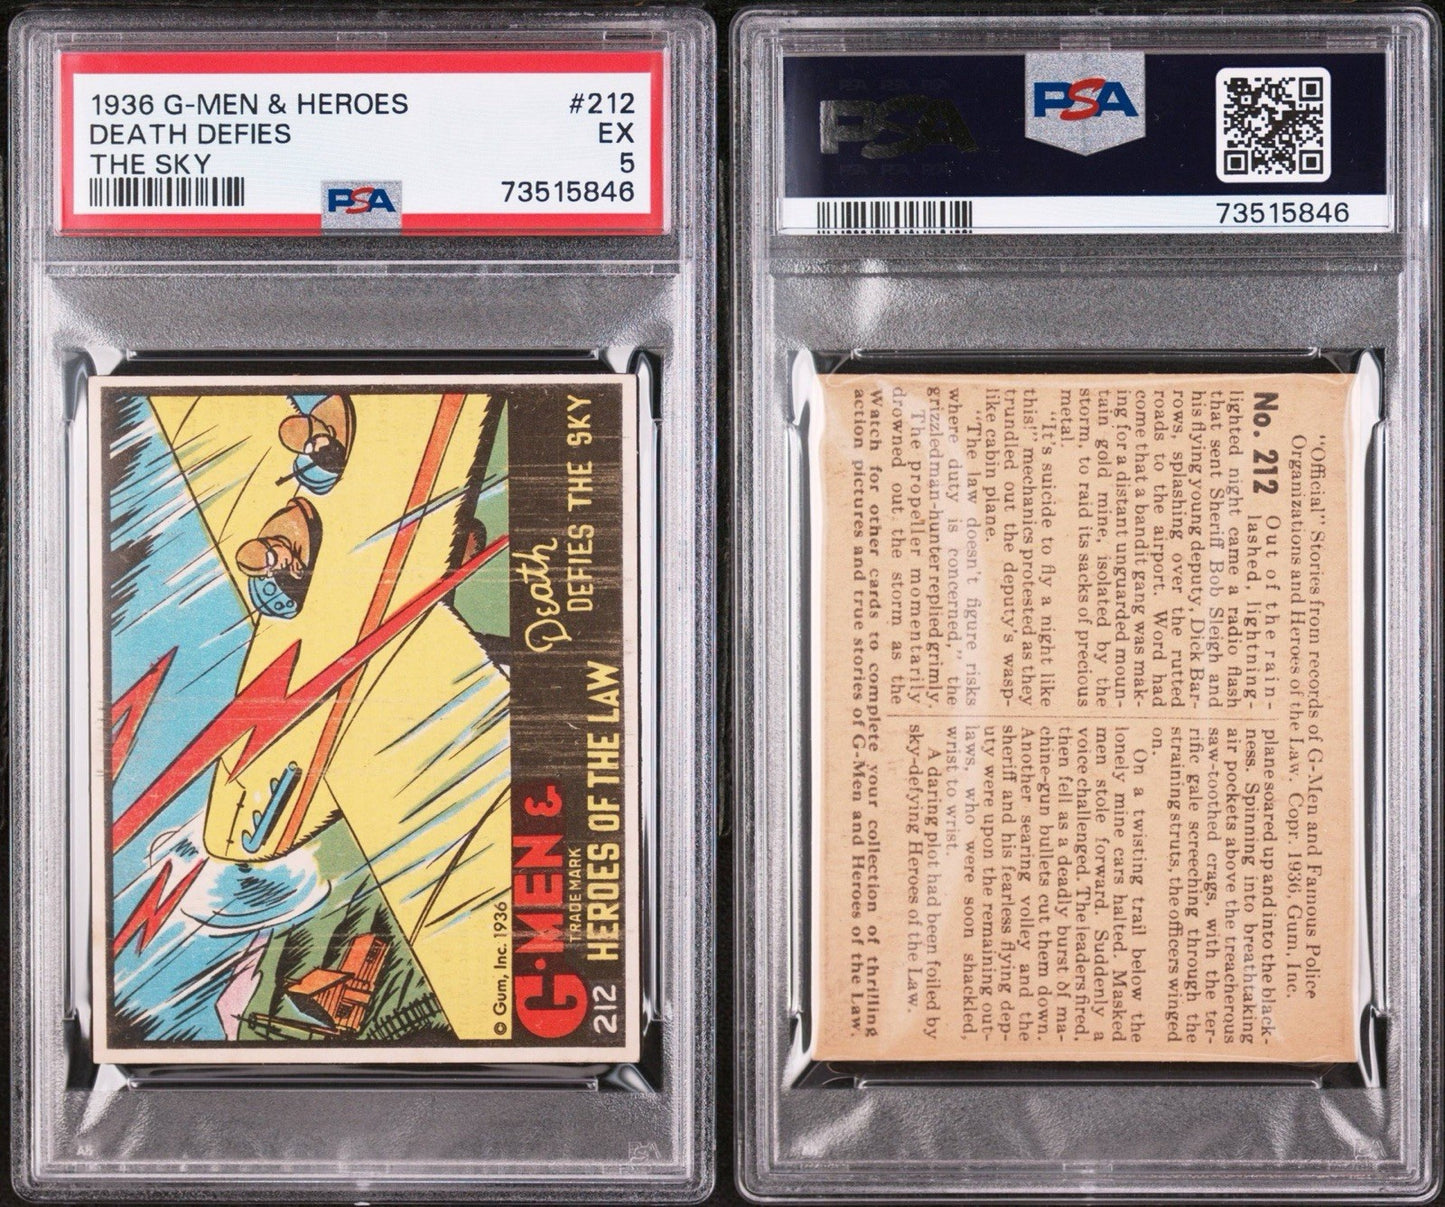 1936 G-MEN & HEROES #212
DEATH DEFIES EX
THE SKY 5
PSA 73515846
Death
DEFIES THE SKY
© Gum, Inc. 1936
G-MEN &
TRADEMARK
HEROES OF THE LAW
212
PSA
PSA
73515846
"Official" Stories from records of G-Men and Famous Police
Organizations and Heroes of the Law. Copr. 1936, Gum, Inc.
No. 212 Out of the rain-
lashed, lightning-
lighted night came a radio flash
that sent Sheriff Bob Sleigh and
his flying young deputy, Dick Bar-
rows, splashing over the rutted
roads to the airport. Word had
come that a bandit gang was mak-
ing for a distant unguarded moun-
tain gold mine, isolated by the
storm, to raid its sacks of precious
metal.
"It's suicide to fly a night like
this!" mechanics protested as they
trundled out the deputy's wasp-
like cabin plane.
"The law doesn't figure risks
where duty is concerned," the
grizzled man-hunter replied grimly.
The propeller momentarily
drowned out the storm as the
plane soared up and into the black-
ness. Spinning into breathtaking
air pockets above the treacherous
saw-toothed crags, with the ter-
rific gale screeching through the
straining struts, the officers winged
on.
On a twisting trail below the
lonely mine cars halted. Masked
men stole forward. Suddenly a
voice challenged. The leaders fired,
then fell as a deadly burst of ma-
chine-gun bullets cut them down.
Another searing volley and the
sheriff and his fearless flying dep-
uty were upon the remaining out-
laws, who were soon shackled,
wrist to wrist.
A daring plot had been foiled by
sky-defying Heroes of the Law.
Watch for other cards to complete your collection of thrilling
action pictures and true stories of G-Men and Heroes of the Law.